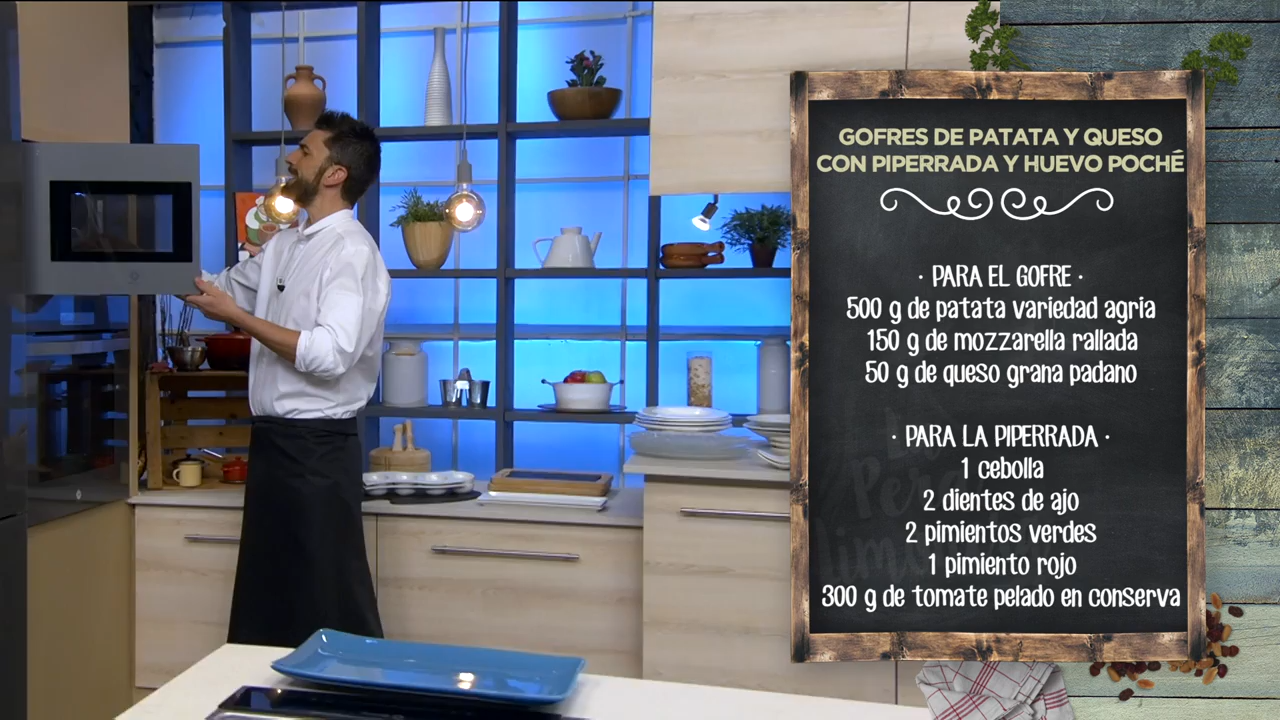 GOFRES DE PATATA Y QUESO
CON PIPERRADA Y HUEVO POCHÉ
· PARA EL GOFRE ·
500 g de patata variedad agria
150 g de mozzarella rallada
50 g de queso grana padano
· PARA LA PIPERRADA ·
1 cebolla
2 dientes de ajo
2 pimientos verdes
1 pimiento rojo
300 g de tomate pelado en conserva